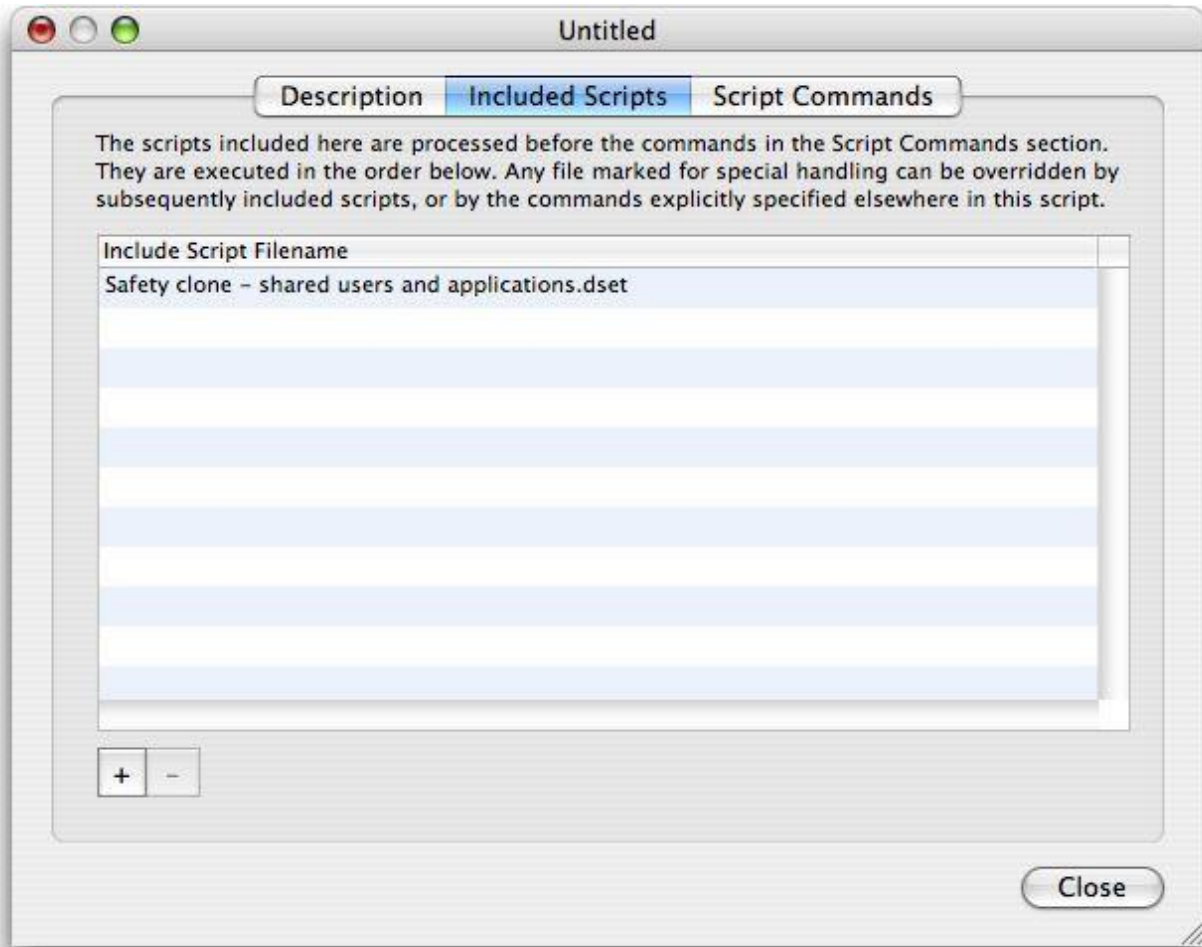 Untitled
Description Included Scripts Script Commands
The scripts included here are processed before the commands in the Script Commands section.
They are executed in the order below. Any file marked for special handling can be overridden by
subsequently included scripts, or by the commands explicitly specified elsewhere in this script.
Include Script Filename
Safety clone – shared users and applications.dset
+ –
Close